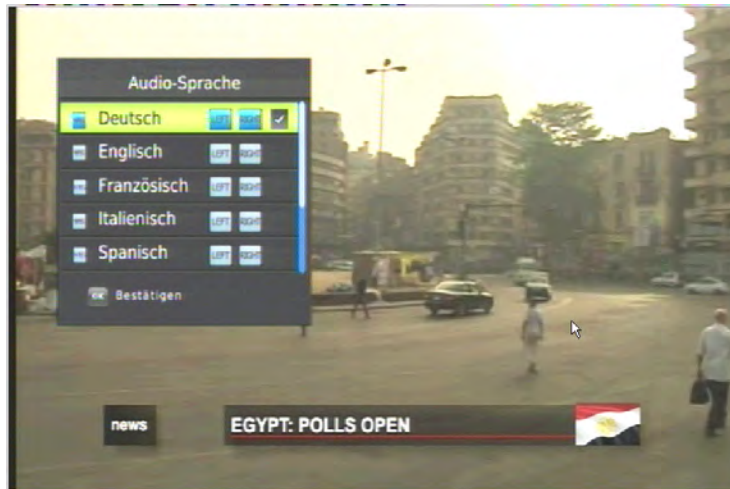 Audio-Sprache
Deutsch LEFT RIGHT
Englisch LEFT RIGHT
Französisch LEFT RIGHT
Italienisch LEFT RIGHT
Spanisch LEFT RIGHT
OK Bestätigen
news EGYPT: POLLS OPEN